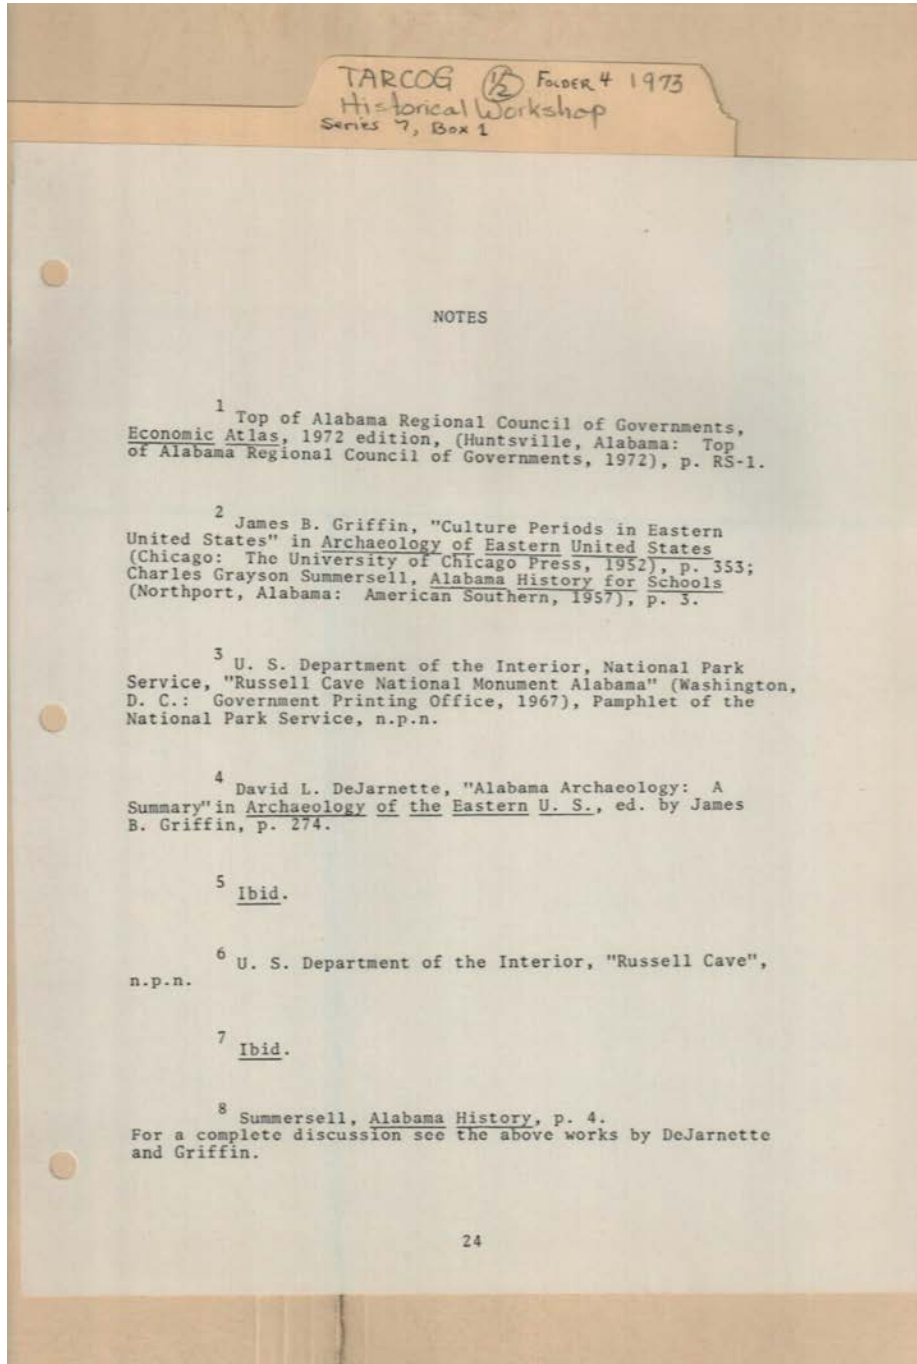 TARCOG 1/2 FOLDER 4 1973
Historical Workshop
Series 7, Box 1
NOTES
1 Top of Alabama Regional Council of Governments,
Economic Atlas, 1972 edition, (Huntsville, Alabama: Top
of Alabama Regional Council of Governments, 1972), p. RS-1.
2 James B. Griffin, "Culture Periods in Eastern
United States" in Archaeology of Eastern United States
(Chicago: The University of Chicago Press, 1952), p. 353;
Charles Grayson Summersell, Alabama History for Schools
(Northport, Alabama: American Southern, 1957), p. 3.
3 U. S. Department of the Interior, National Park
Service, "Russell Cave National Monument Alabama" (Washington,
D. C.: Government Printing Office, 1967), Pamphlet of the
National Park Service, n.p.n.
4 David L. DeJarnette, "Alabama Archaeology: A
Summary" in Archaeology of the Eastern U. S., ed. by James
B. Griffin, p. 274.
5 Ibid.
6 U. S. Department of the Interior, "Russell Cave",
n.p.n.
7 Ibid.
8 Summersell, Alabama History, p. 4.
For a complete discussion see the above works by DeJarnette
and Griffin.
24